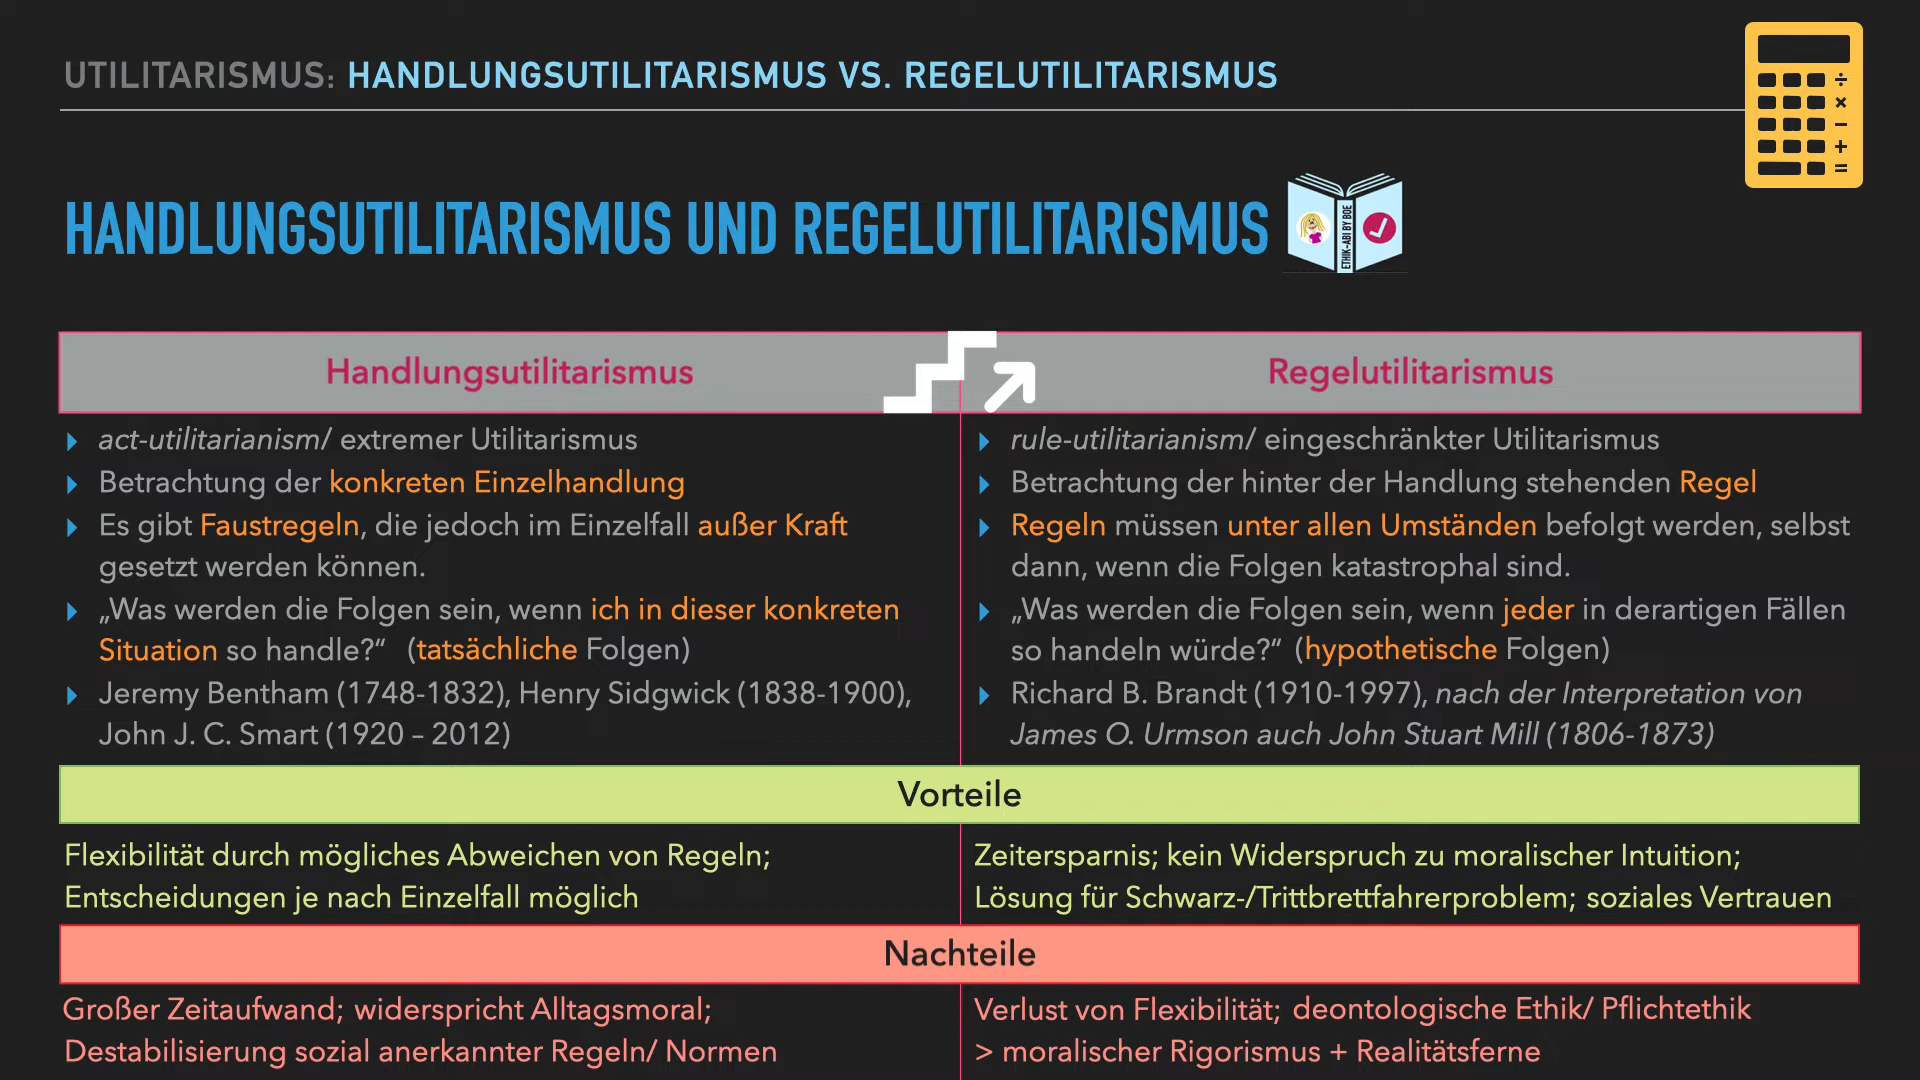 UTILITARISMUS: HANDLUNGSUTILITARISMUS VS. REGELUTILITARISMUS
HANDLUNGSUTILITARISMUS UND REGELUTILITARISMUS
ETHIK-ABI BY BOE
Handlungsutilitarismus
Regelutilitarismus
act-utilitarianism/ extremer Utilitarismus
Betrachtung der konkreten Einzelhandlung
Es gibt Faustregeln, die jedoch im Einzelfall außer Kraft
gesetzt werden können.
„Was werden die Folgen sein, wenn ich in dieser konkreten
Situation so handle?“ (tatsächliche Folgen)
Jeremy Bentham (1748-1832), Henry Sidgwick (1838-1900),
John J. C. Smart (1920 – 2012)
rule-utilitarianism/ eingeschränkter Utilitarismus
Betrachtung der hinter der Handlung stehenden Regel
Regeln müssen unter allen Umständen befolgt werden, selbst
dann, wenn die Folgen katastrophal sind.
„Was werden die Folgen sein, wenn jeder in derartigen Fällen
so handeln würde?“ (hypothetische Folgen)
Richard B. Brandt (1910-1997), nach der Interpretation von
James O. Urmson auch John Stuart Mill (1806-1873)
Vorteile
Flexibilität durch mögliches Abweichen von Regeln;
Entscheidungen je nach Einzelfall möglich
Zeitersparnis; kein Widerspruch zu moralischer Intuition;
Lösung für Schwarz-/Trittbrettfahrerproblem; soziales Vertrauen
Nachteile
Großer Zeitaufwand; widerspricht Alltagsmoral;
Destabilisierung sozial anerkannter Regeln/ Normen
Verlust von Flexibilität; deontologische Ethik/ Pflichtethik
> moralischer Rigorismus + Realitätsferne